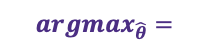 argmax_θ̂ =